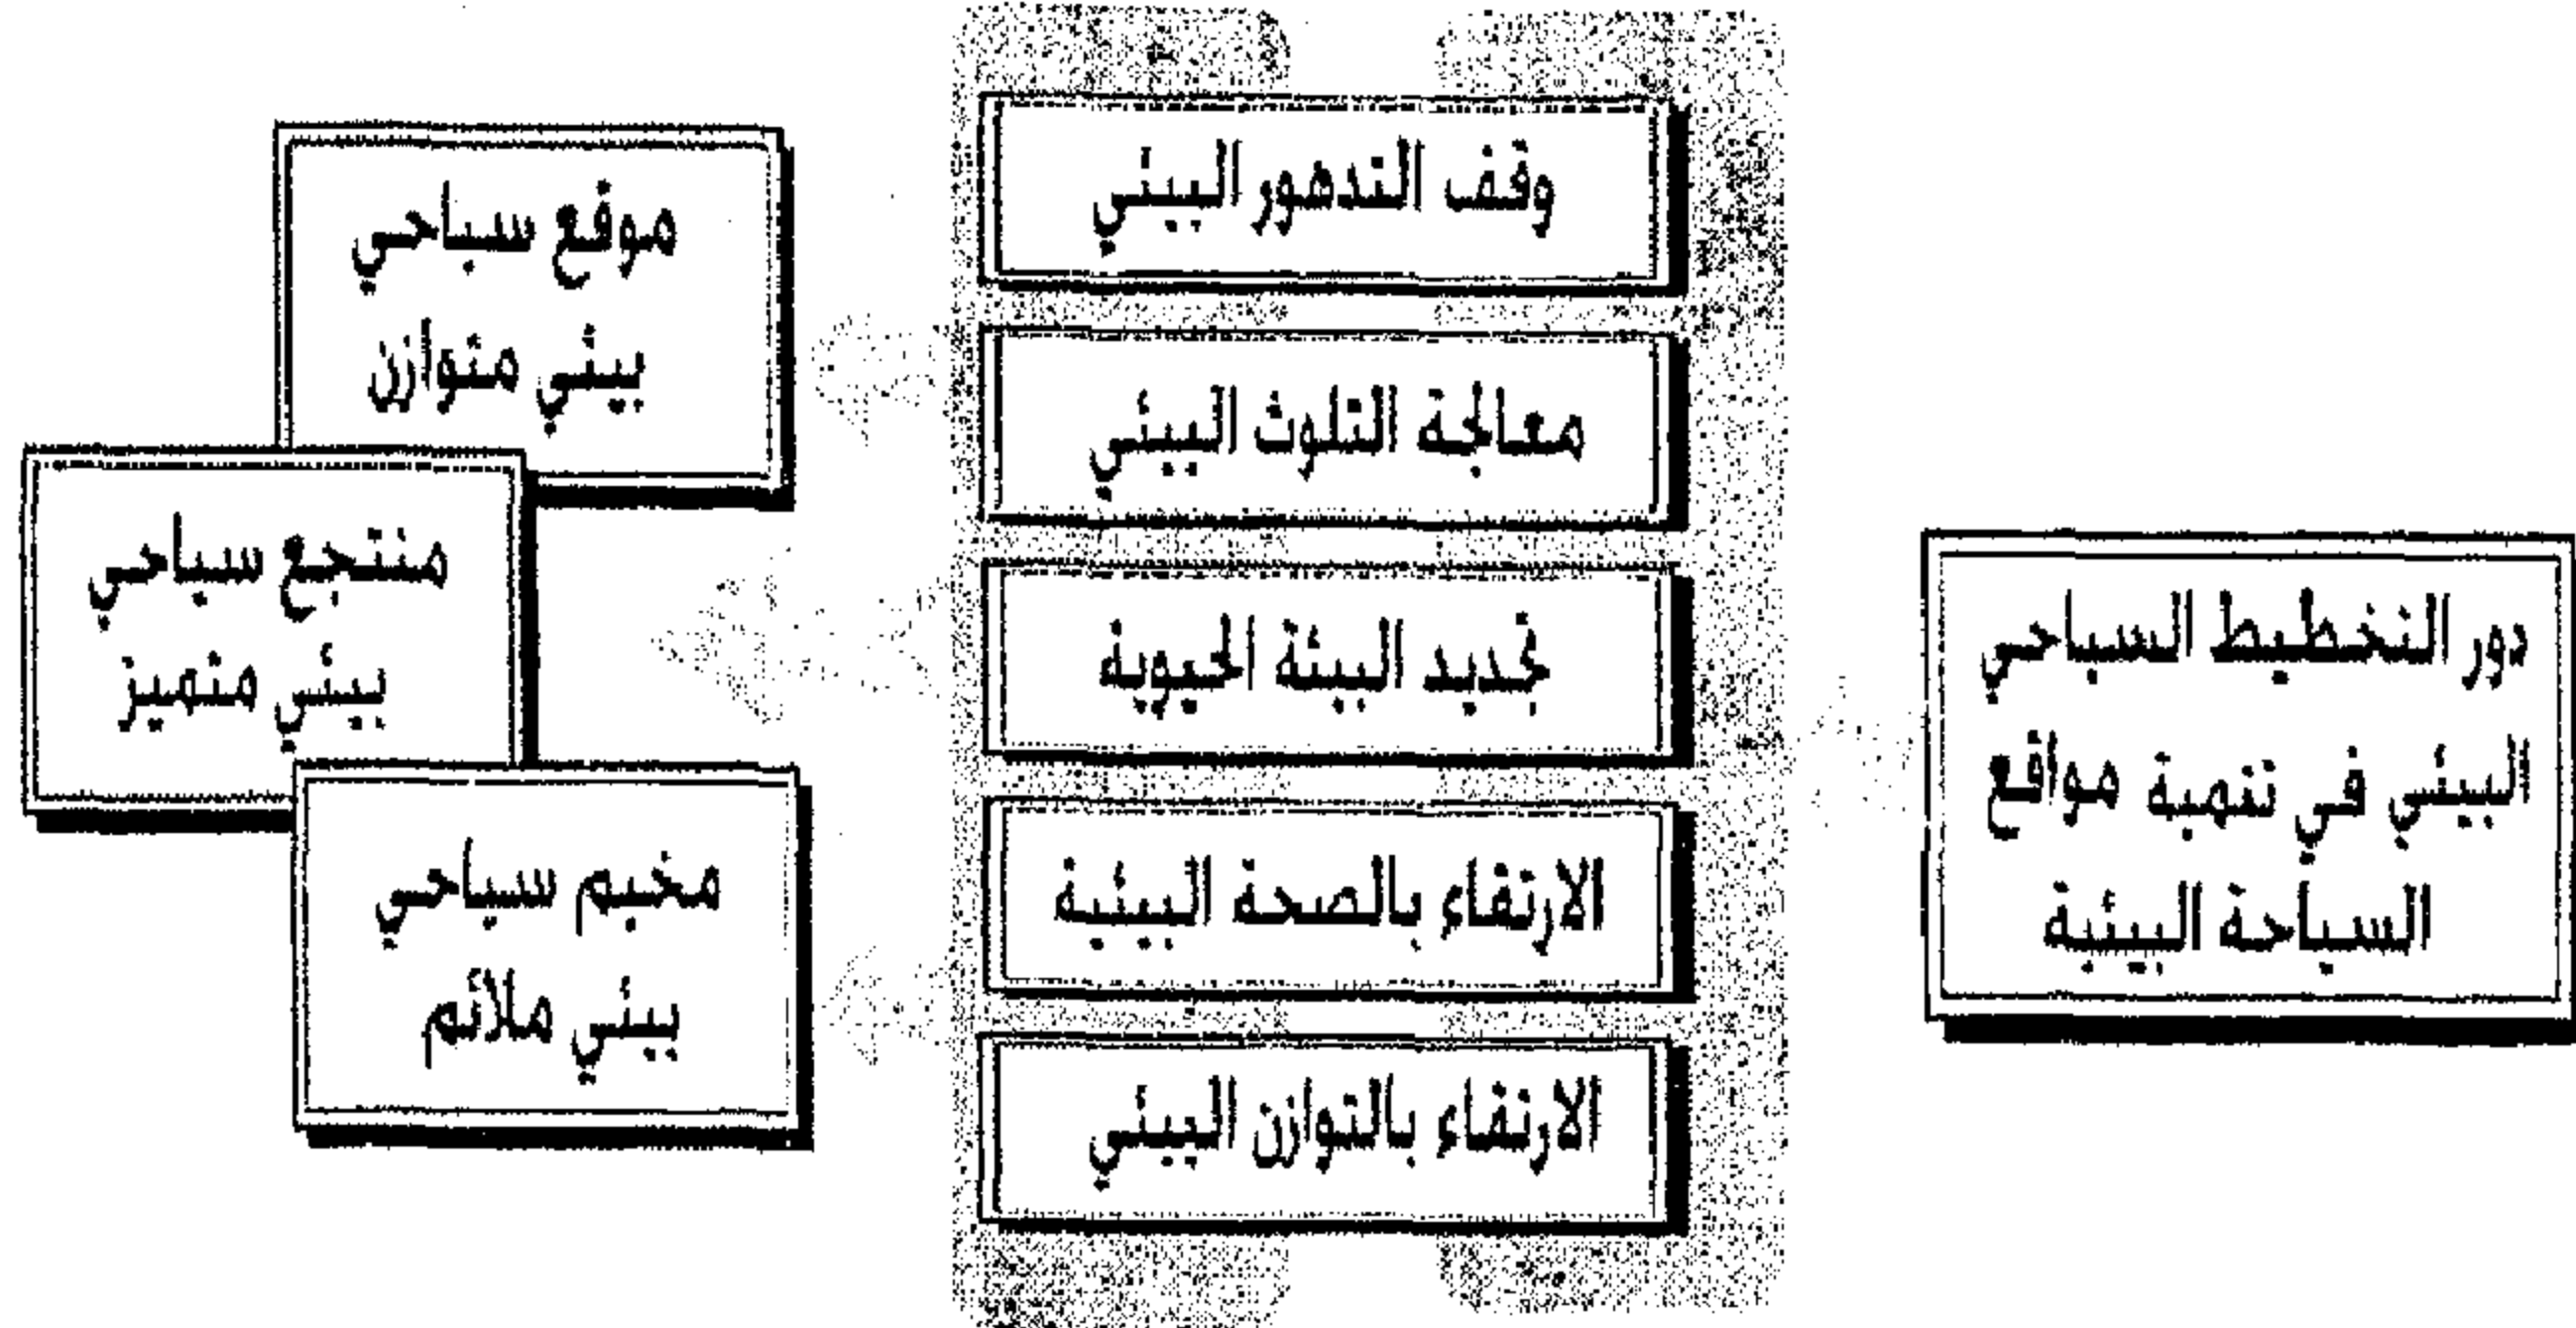 دور التخطيط السياحي
البيئي في تنمية مواقع
السياحة البيئية
وقف التدهور البيئي
معالجة التلوث البيئي
تجديد البيئة الحيوية
الارتقاء بالصحة البيئية
الارتقاء بالتوازن البيئي
موقع سياحي
بيئي متوازن
منتجع سياحي
بيئي متميز
مخيم سياحي
بيئي ملائم